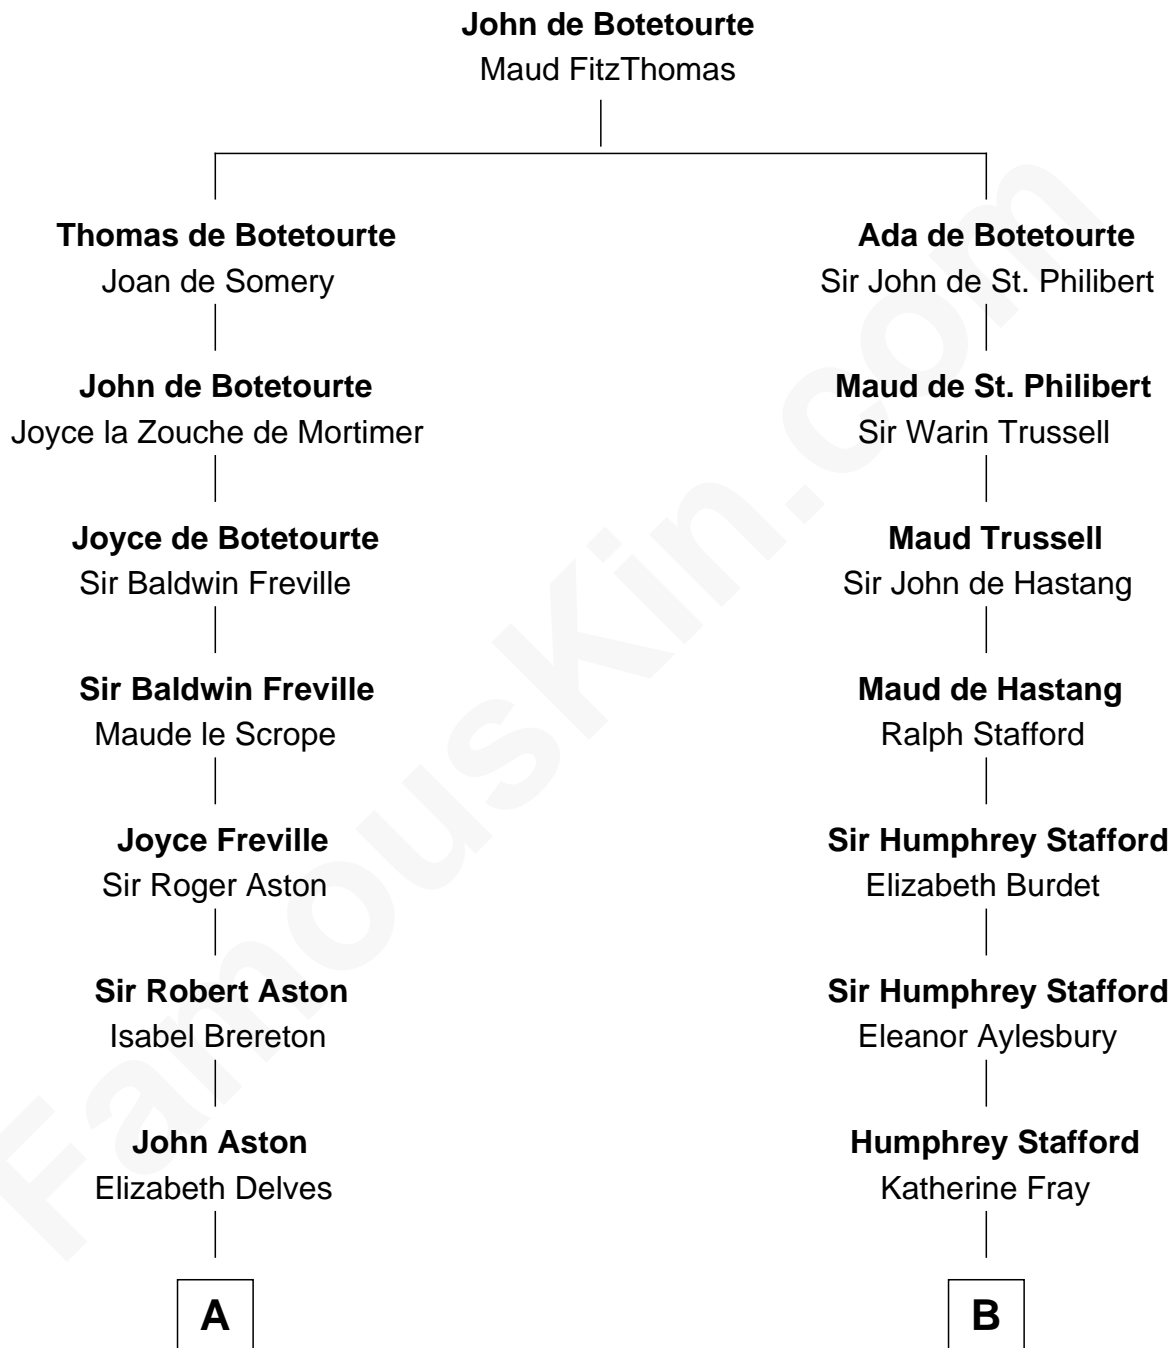 John de Botetourte
Maud FitzThomas
Thomas de Botetourte
Joan de Somery
Ada de Botetourte
Sir John de St. Philibert
John de Botetourte
Joyce la Zouche de Mortimer
Maud de St. Philibert
Sir Warin Trussell
Joyce de Botetourte
Sir Baldwin Freville
Maud Trussell
Sir John de Hastang
Sir Baldwin Freville
Maude le Scrope
Maud de Hastang
Ralph Stafford
Joyce Freville
Sir Roger Aston
Sir Humphrey Stafford
Elizabeth Burdet
Sir Robert Aston
Isabel Brereton
Sir Humphrey Stafford
Eleanor Aylesbury
John Aston
Elizabeth Delves
Humphrey Stafford
Katherine Fray
A
B
FamousKin.com